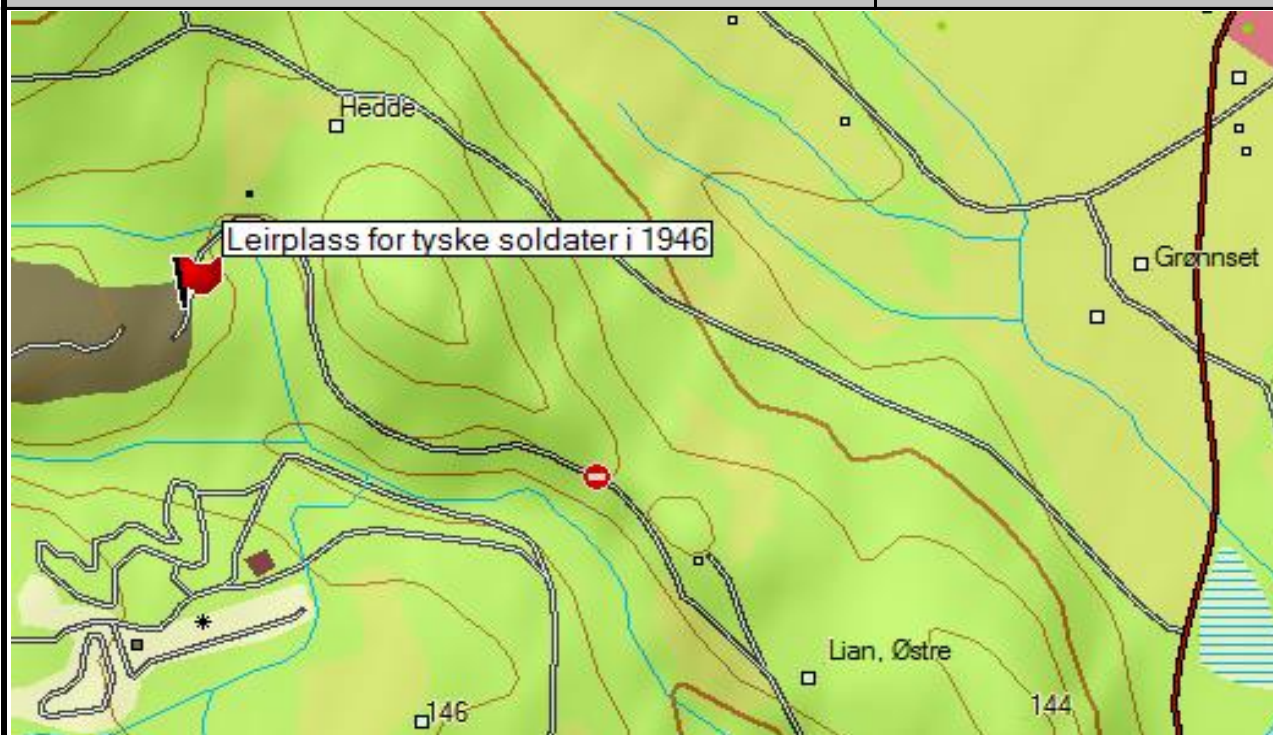 Hedde
Leirplass for tyske soldater i 1946
Grønnset
Lian, Østre
144
146